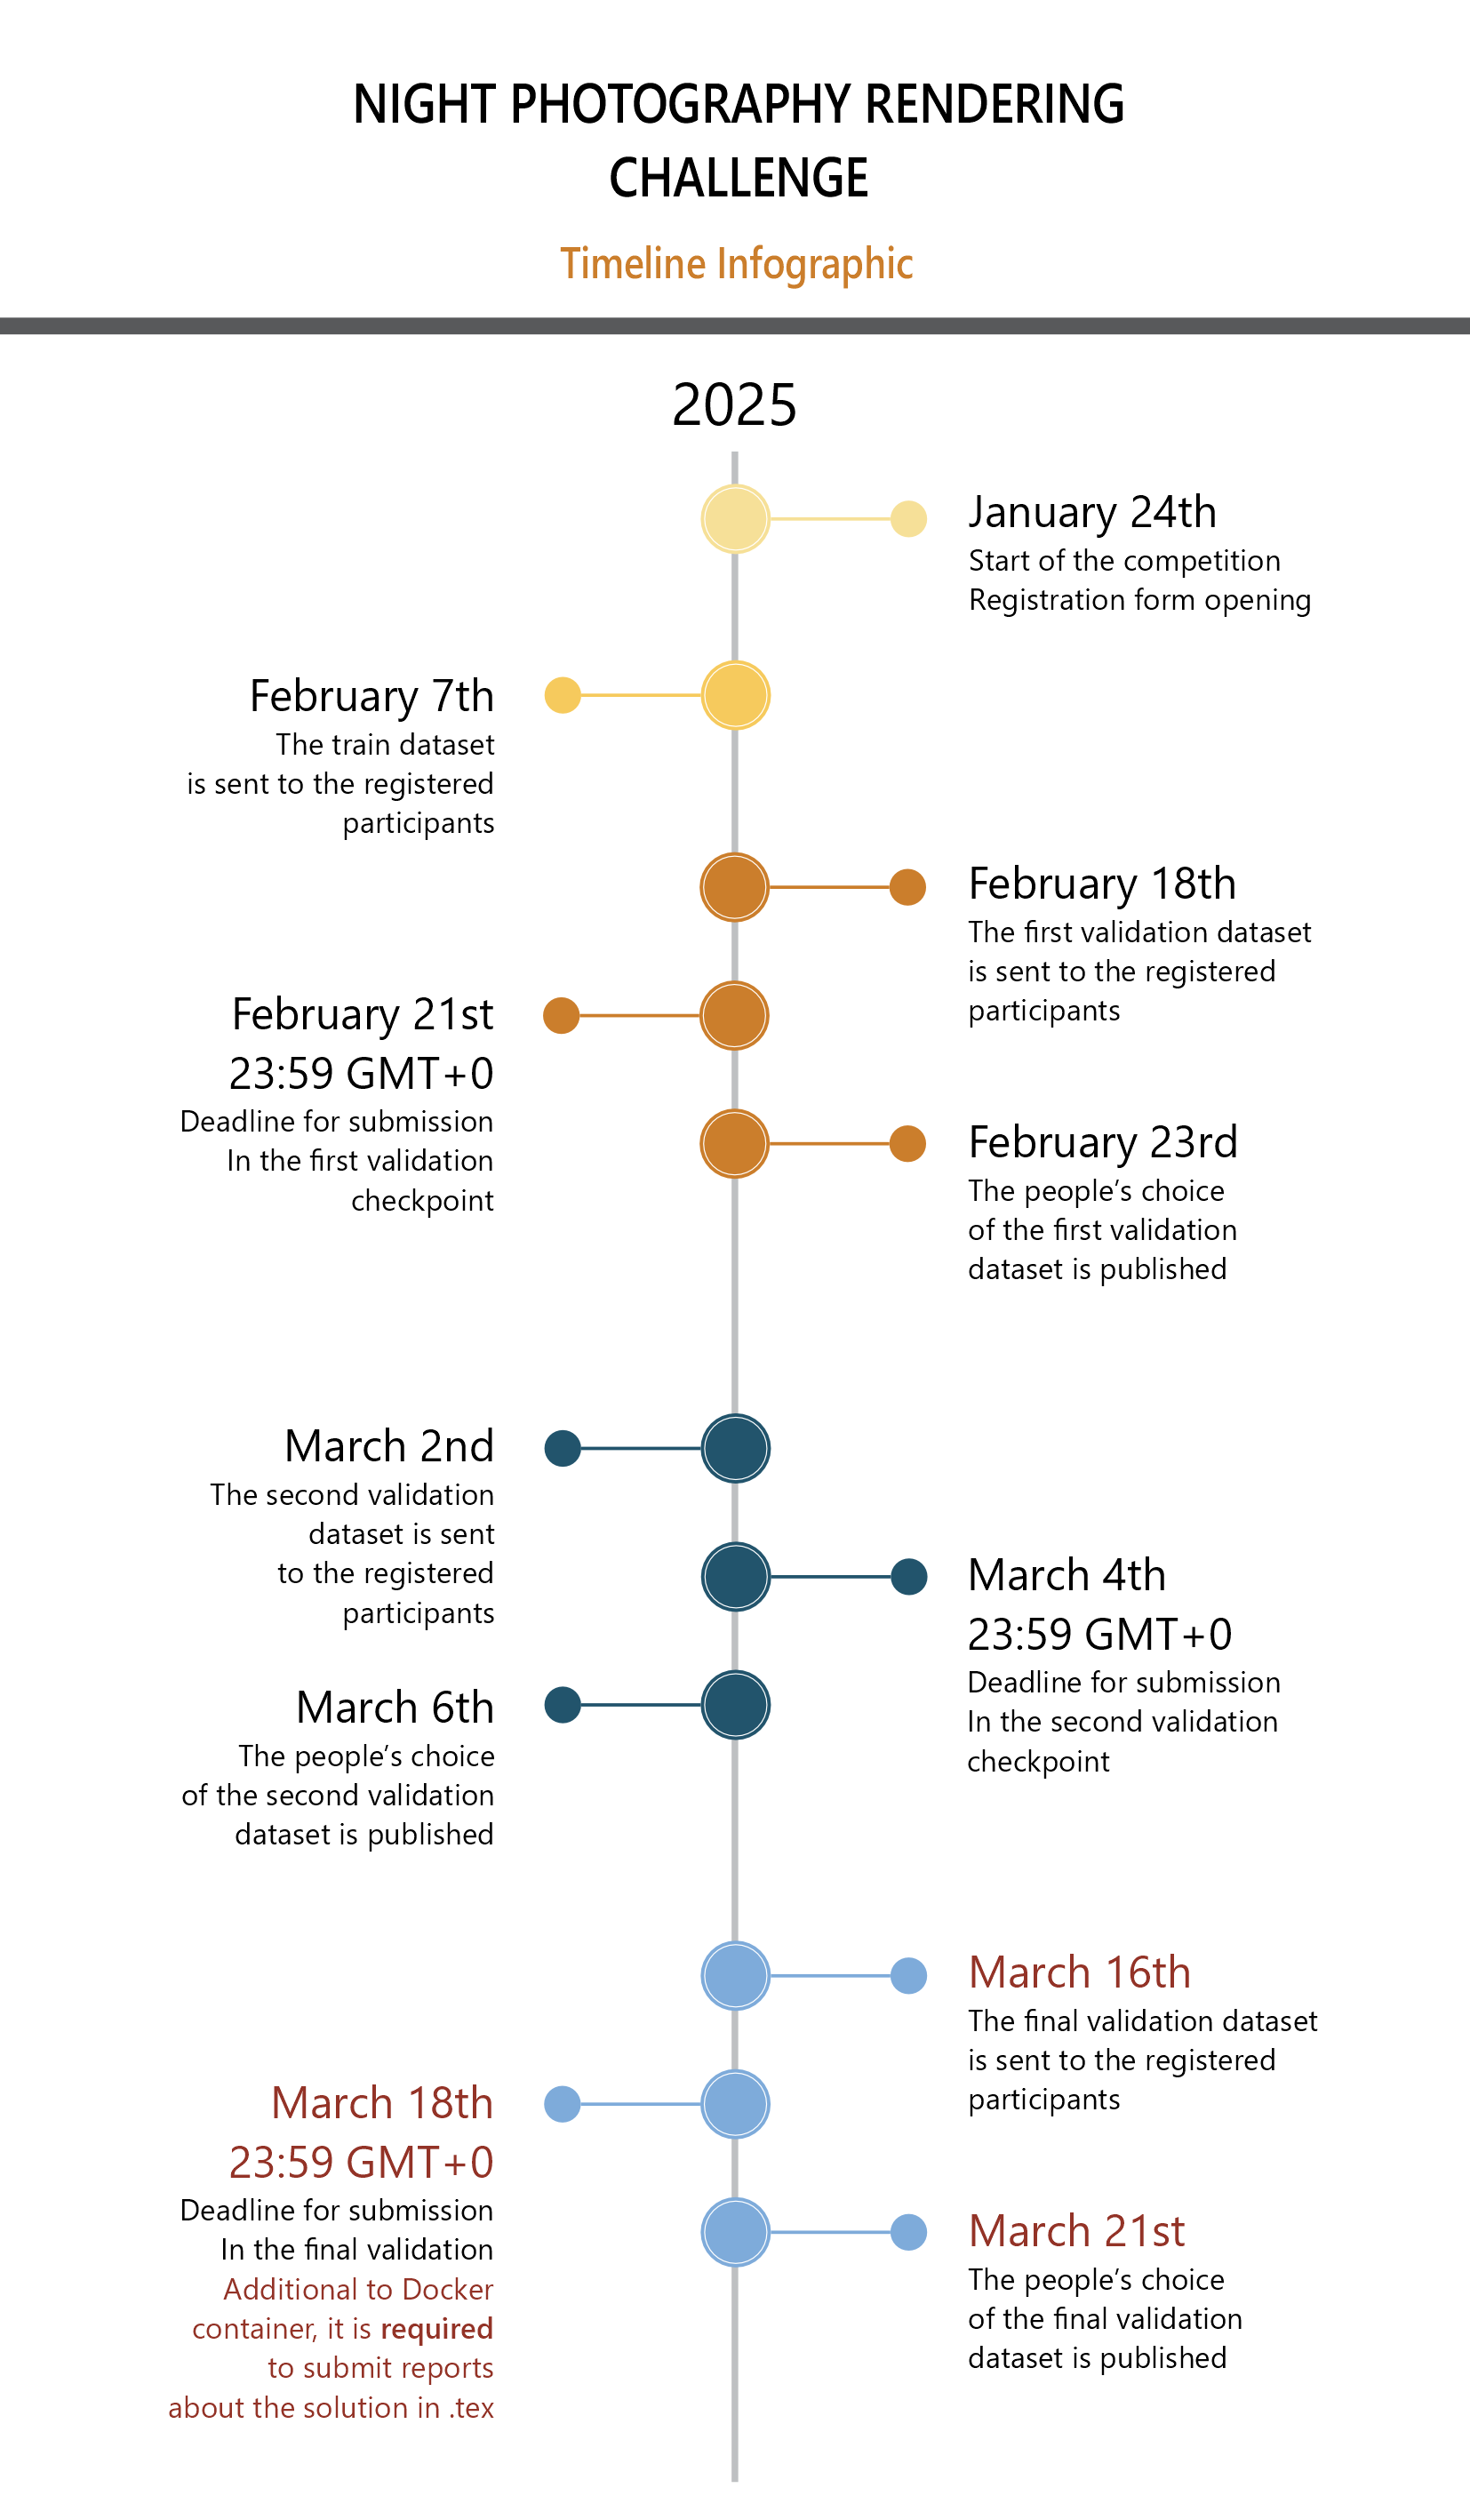 NIGHT PHOTOGRAPHY RENDERING
CHALLENGE
Timeline Infographic
2025
January 24th
Start of the competition
Registration form opening
February 7th
The train dataset
is sent to the registered
participants
February 18th
The first validation dataset
is sent to the registered
participants
February 21st
23:59 GMT+0
Deadline for submission
In the first validation
checkpoint
February 23rd
The people’s choice
of the first validation
dataset is published
March 2nd
The second validation
dataset is sent
to the registered
participants
March 4th
23:59 GMT+0
Deadline for submission
In the second validation
checkpoint
March 6th
The people’s choice
of the second validation
dataset is published
March 16th
The final validation dataset
is sent to the registered
participants
March 18th
23:59 GMT+0
Deadline for submission
In the final validation
Additional to Docker
container, it is required
to submit reports
about the solution in .tex
March 21st
The people’s choice
of the final validation
dataset is published